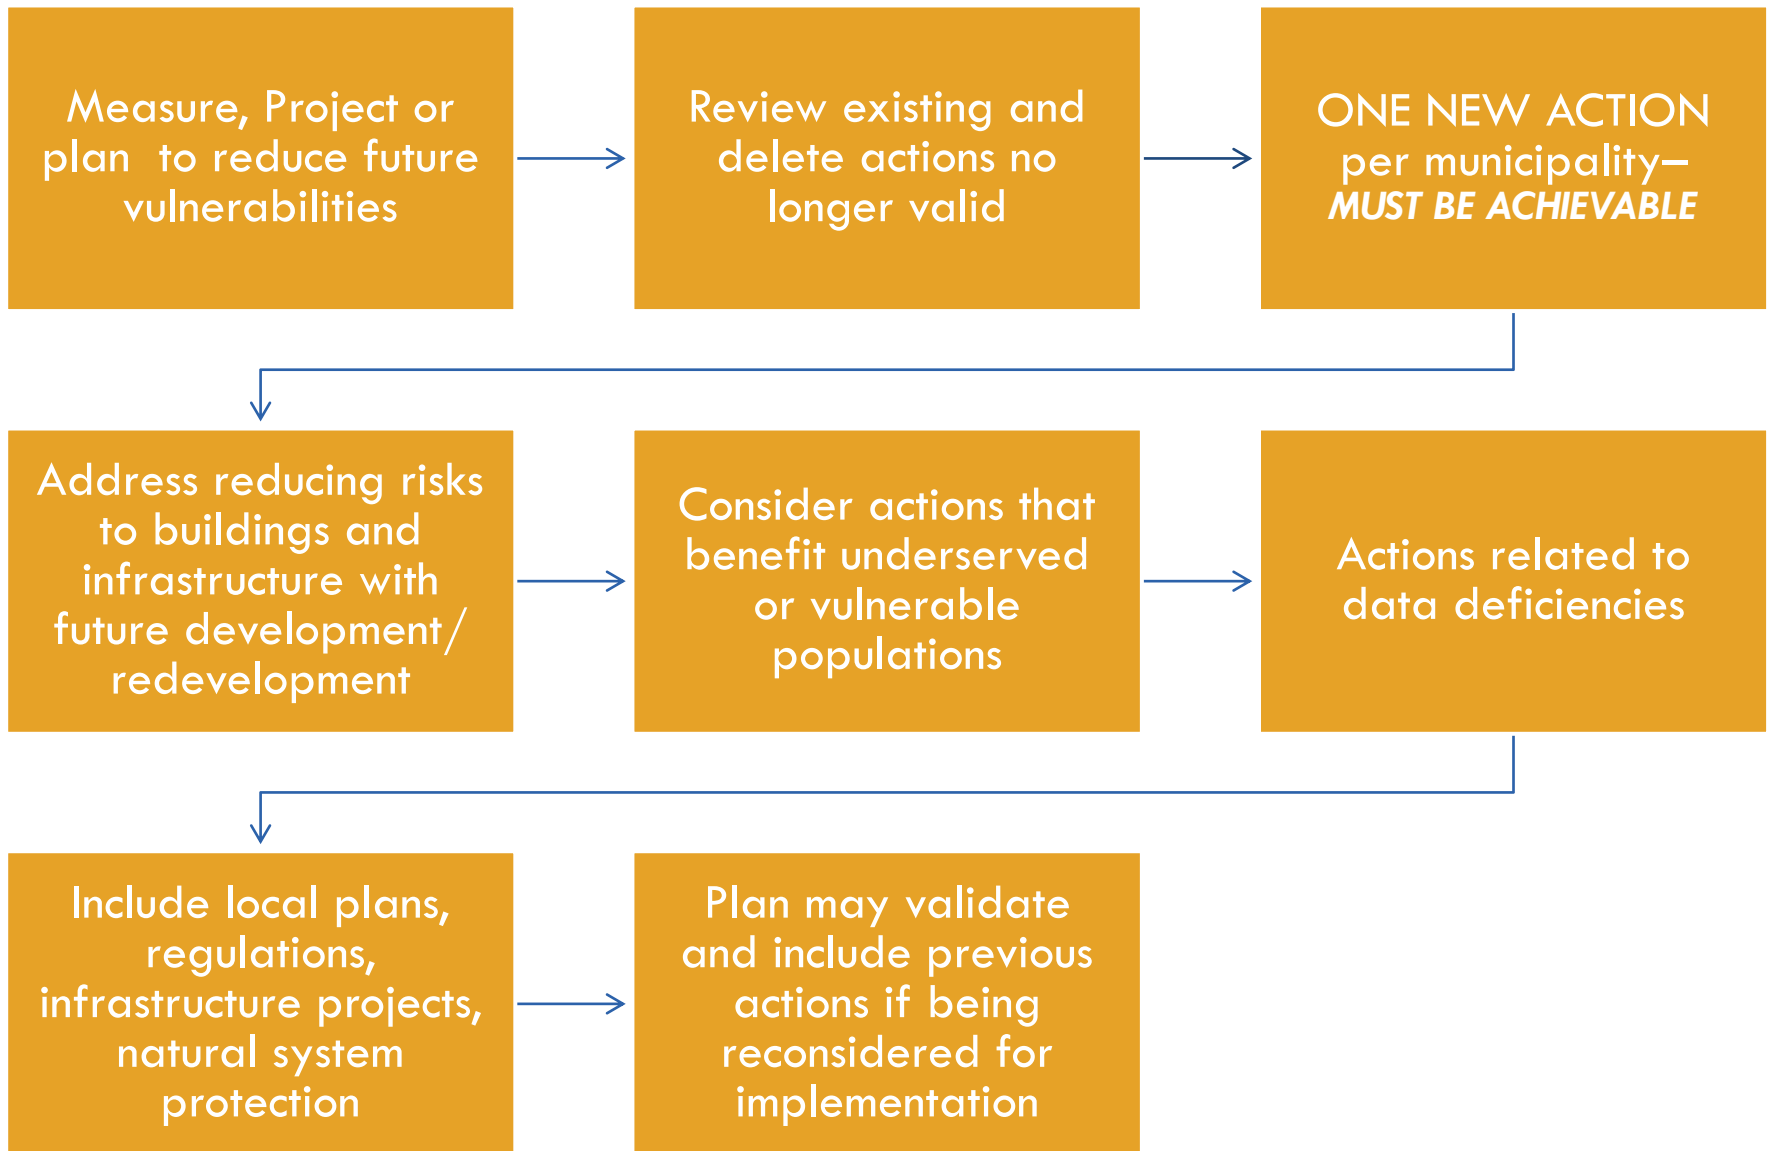 Measure, Project or
plan  to reduce future
vulnerabilities
Review existing and
delete actions no
longer valid
ONE NEW ACTION
per municipality–
MUST BE ACHIEVABLE
Address reducing risks
to buildings and
infrastructure with
future development/
redevelopment
Consider actions that
benefit underserved
or vulnerable
populations
Actions related to
data deficiencies
Include local plans,
regulations,
infrastructure projects,
natural system
protection
Plan may validate
and include previous
actions if being
reconsidered for
implementation